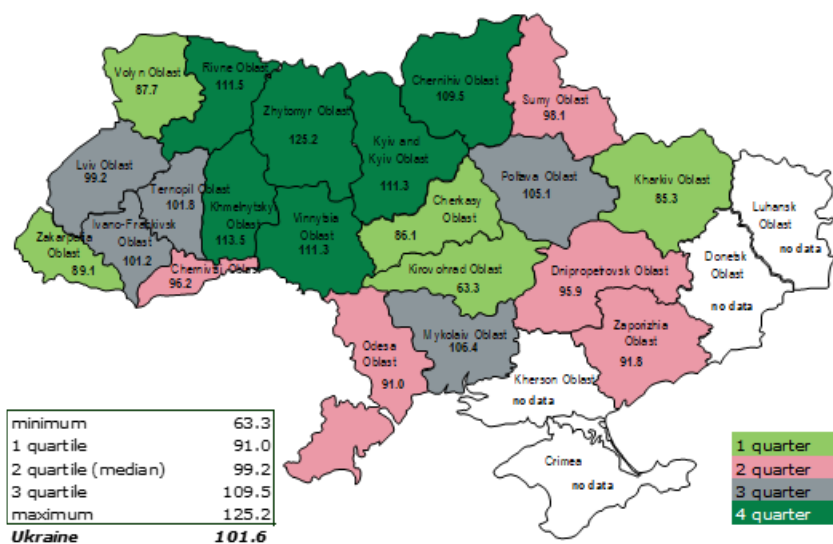 Volyn Oblast
87.7
Rivne Oblast
111.5
Zhytomyr Oblast
125.2
Kyiv and
Kyiv Oblast
111.3
Chernihiv Oblast
109.5
Sumy Oblast
98.1
Lviv Oblast
99.2
Ternopil Oblast
101.8
Khmelnytskyi
Oblast
113.5
Vinnytsia
Oblast
111.3
Cherkasy
Oblast
86.1
Poltava Oblast
105.1
Kharkiv Oblast
85.3
Luhansk
Oblast
no data
Zakarpattia
Oblast
89.1
Ivano-Frankivsk
Oblast
101.2
Chernivtsi Oblast
96.2
Kirovohrad Oblast
63.3
Dnipropetrovsk Oblast
95.9
Donetsk
Oblast
no data
Zaporizhia
Oblast
91.8
Odesa
Oblast
91.0
Mykolaiv Oblast
106.4
Kherson Oblast
no data
Crimea
no data
minimum 63.3
1 quartile 91.0
2 quartile (median) 99.2
3 quartile 109.5
maximum 125.2
Ukraine 101.6
1 quarter
2 quarter
3 quarter
4 quarter